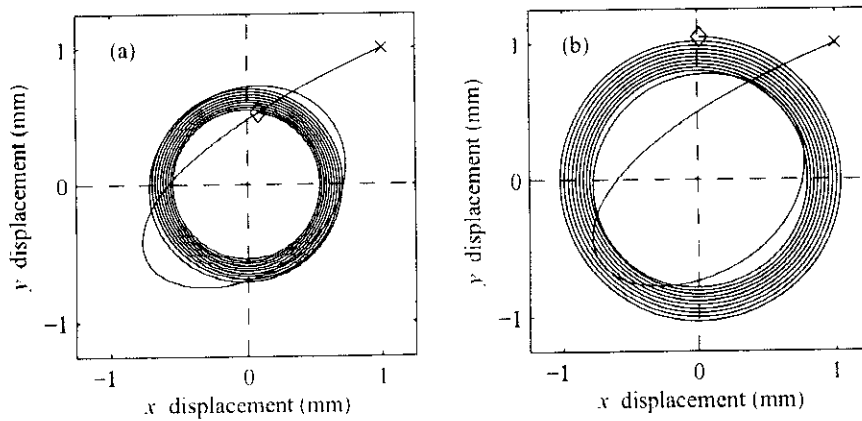 (a)
1
0
−1
−1
0
1
y displacement (mm)
x displacement (mm)
(b)
1
0
−1
−1
0
1
y displacement (mm)
x displacement (mm)